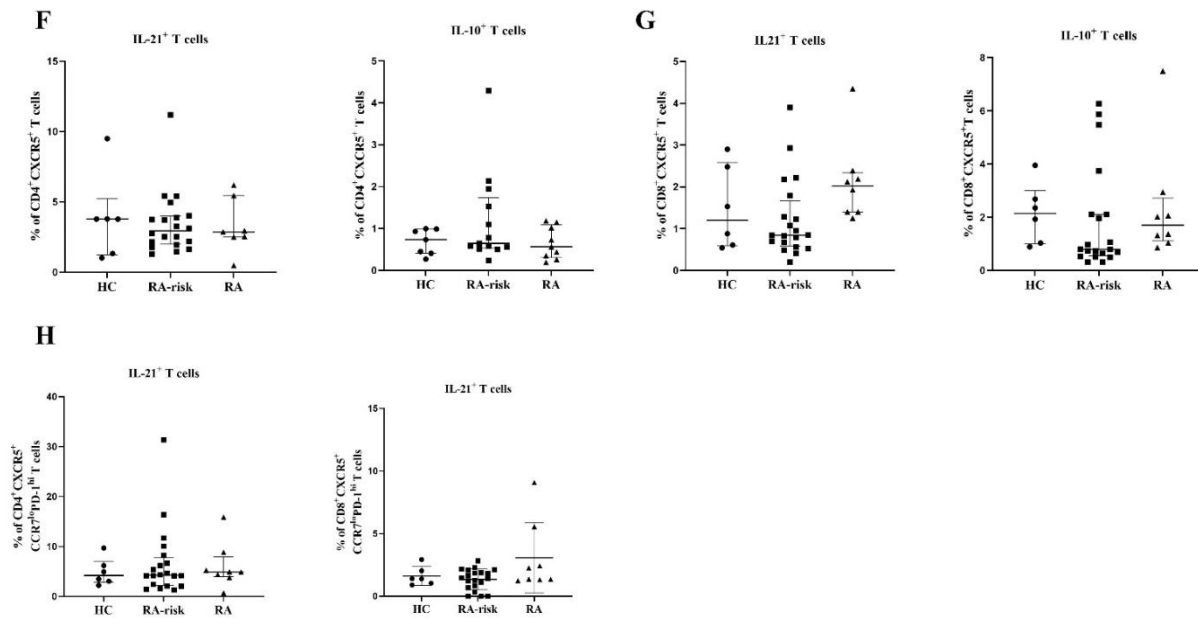 F
IL-21+ T cells
% of CD4+CXCR5+ T cells
15
10
5
0
HC RA-risk RA
IL-10+ T cells
% of CD4+CXCR5+ T cells
5
4
3
2
1
0
HC RA-risk RA
G
IL21+ T cells
% of CD8+CXCR5+ T cells
5
4
3
2
1
0
HC RA-risk RA
IL-10+ T cells
% of CD8+CXCR5+T cells
8
6
4
2
0
HC RA-risk RA
H
IL-21+ T cells
% of CD4+CXCR5+
CCR7loPD-1hi T cells
40
30
20
10
0
HC RA-risk RA
IL-21+ T cells
% of CD8+CXCR5+
CCR7loPD-1hi T cells
15
10
5
0
HC RA-risk RA